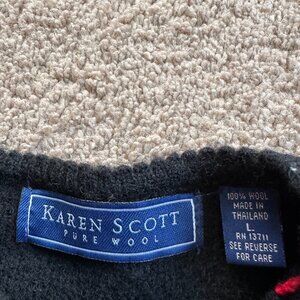 KAREN SCOTT
PURE WOOL
100% WOOL
MADE IN
THAILAND
L
RN 13711
SEE REVERSE
FOR CARE